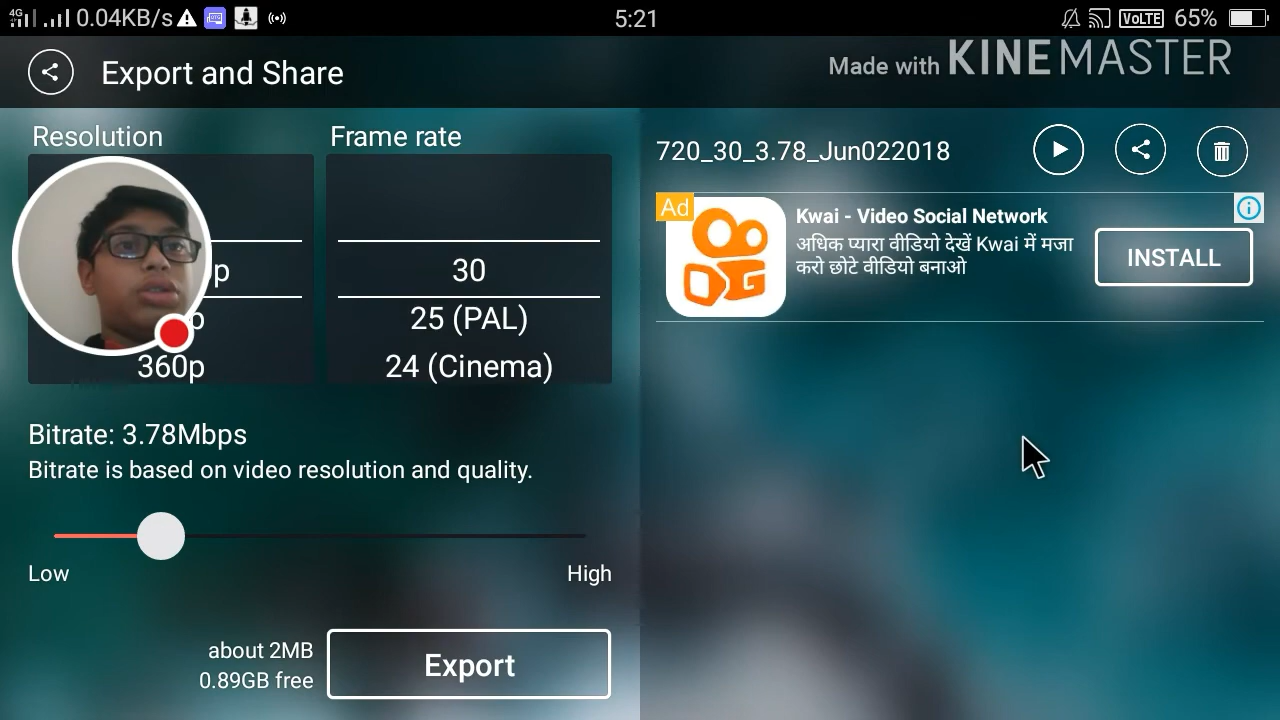 4G 0.04KB/s 5:21 VoLTE 65%
Export and Share
Made with KINEMASTER
Resolution
Frame rate
360p
30
25 (PAL)
24 (Cinema)
Bitrate: 3.78Mbps
Bitrate is based on video resolution and quality.
Low
High
about 2MB
0.89GB free
Export
720_30_3.78_Jun022018
Ad
Kwai - Video Social Network
अधिक प्यारा वीडियो देखें Kwai में मजा
करो छोटे वीडियो बनाओ
INSTALL